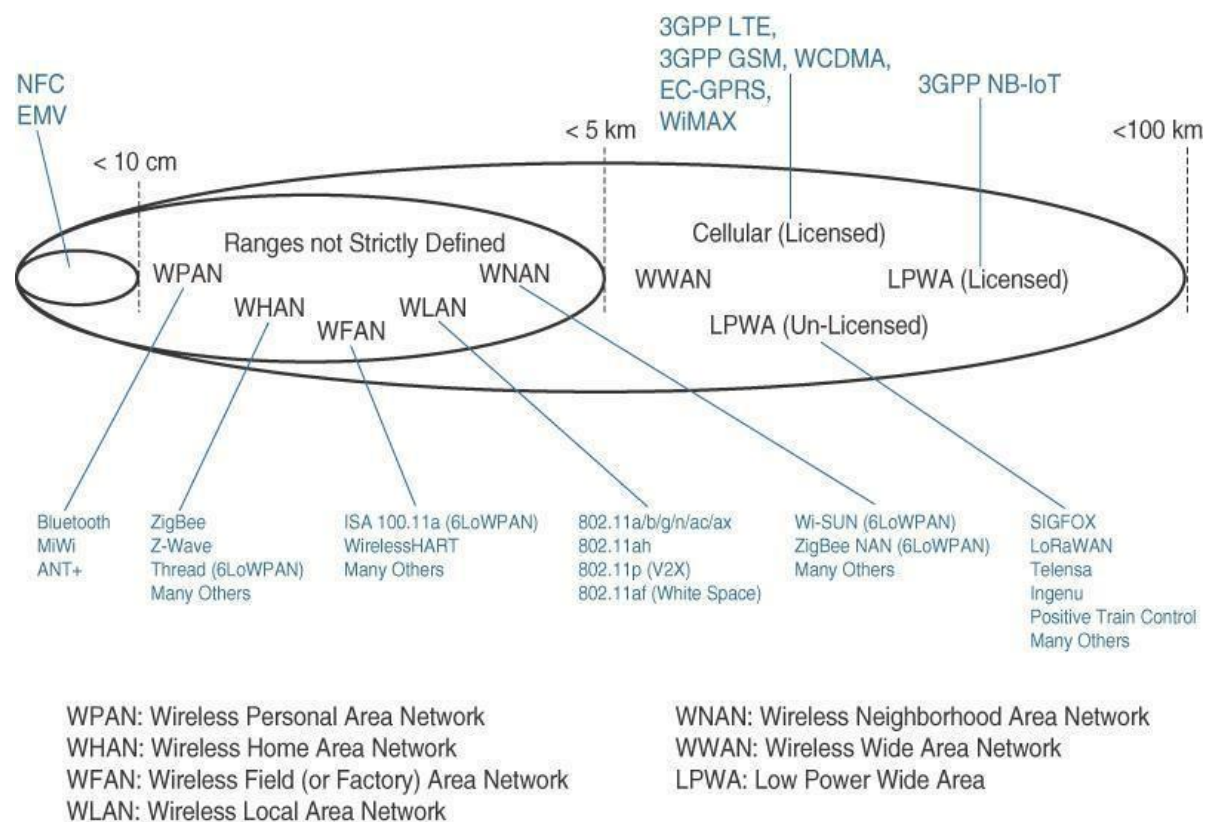 3GPP LTE,
3GPP GSM, WCDMA,
EC-GPRS,
WiMAX
3GPP NB-IoT
NFC
EMV
< 10 cm
< 5 km
<100 km
Ranges not Strictly Defined
Cellular (Licensed)
WPAN
WNAN
WWAN
LPWA (Licensed)
WHAN
WLAN
WFAN
LPWA (Un-Licensed)
Bluetooth
MiWi
ANT+
ZigBee
Z-Wave
Thread (6LoWPAN)
Many Others
ISA 100.11a (6LoWPAN)
WirelessHART
Many Others
802.11a/b/g/n/ac/ax
802.11ah
802.11p (V2X)
802.11af (White Space)
Wi-SUN (6LoWPAN)
ZigBee NAN (6LoWPAN)
Many Others
SIGFOX
LoRaWAN
Telensa
Ingenu
Positive Train Control
Many Others
WPAN: Wireless Personal Area Network
WHAN: Wireless Home Area Network
WFAN: Wireless Field (or Factory) Area Network
WLAN: Wireless Local Area Network
WNAN: Wireless Neighborhood Area Network
WWAN: Wireless Wide Area Network
LPWA: Low Power Wide Area